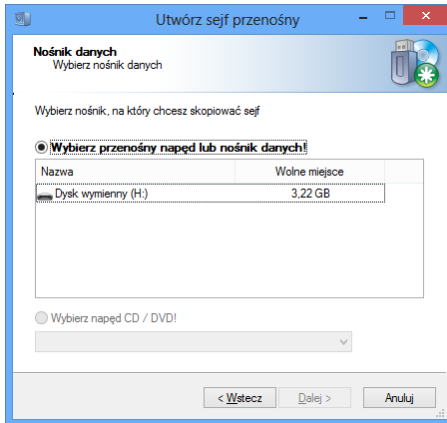 Utwórz sejf przenośny
Nośnik danych
Wybierz nośnik danych
Wybierz nośnik, na który chcesz skopiować sejf
Wybierz przenośny napęd lub nośnik danych!
Nazwa Wolne miejsce
Dysk wymienny (H:) 3,22 GB
Wybierz napęd CD / DVD!
< Wstecz Dalej > Anuluj